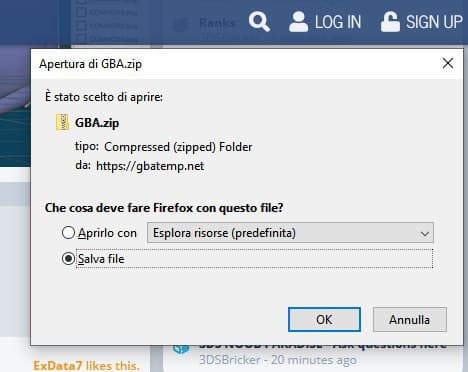 Ranks
3DSBricker
LOG IN
SIGN UP
Apertura di GBA.zip
È stato scelto di aprire:
GBA.zip
tipo: Compressed (zipped) Folder
da: https://gbatemp.net
Che cosa deve fare Firefox con questo file?
Aprirlo con Esplora risorse (predefinita)
Salva file
OK Annulla
3DS NOOB PARADISE - Ask questions here
3DSBricker - 20 minutes ago
ExData7 likes this.